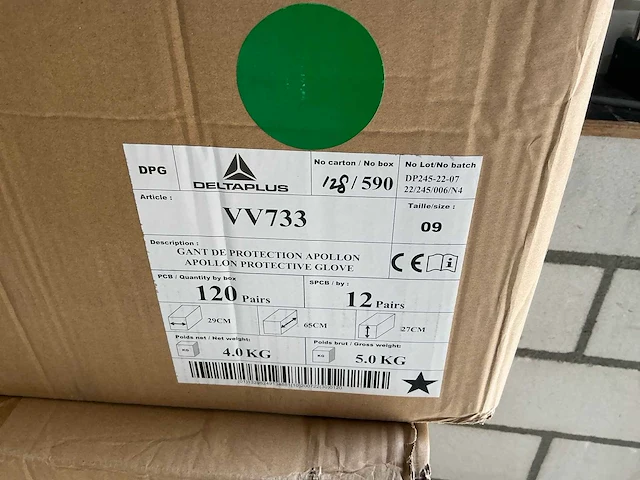 DPG
DELTAPLUS
No carton / No box
128 / 590
No Lot/No batch
DP245-22-07
22/245/006/N4
Article :
VV733
Taille/size :
09
Description :
GANT DE PROTECTION APOLLON
APOLLON PROTECTIVE GLOVE
CE
i
PCB / Quantity by box
120 Pairs
SPCB / by :
12 Pairs
29CM
65CM
27CM
Poids net / Net weight:
KG
4.0 KG
Poids brut / Gross weight:
KG
5.0 KG